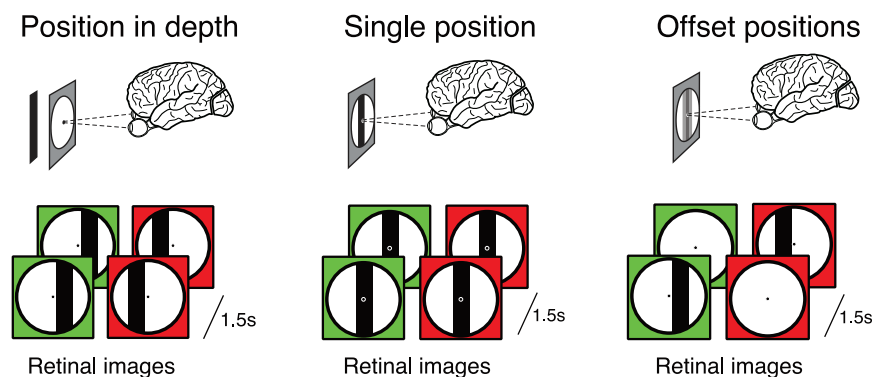 Position in depth
Single position
Offset positions
1.5s
1.5s
1.5s
Retinal images
Retinal images
Retinal images